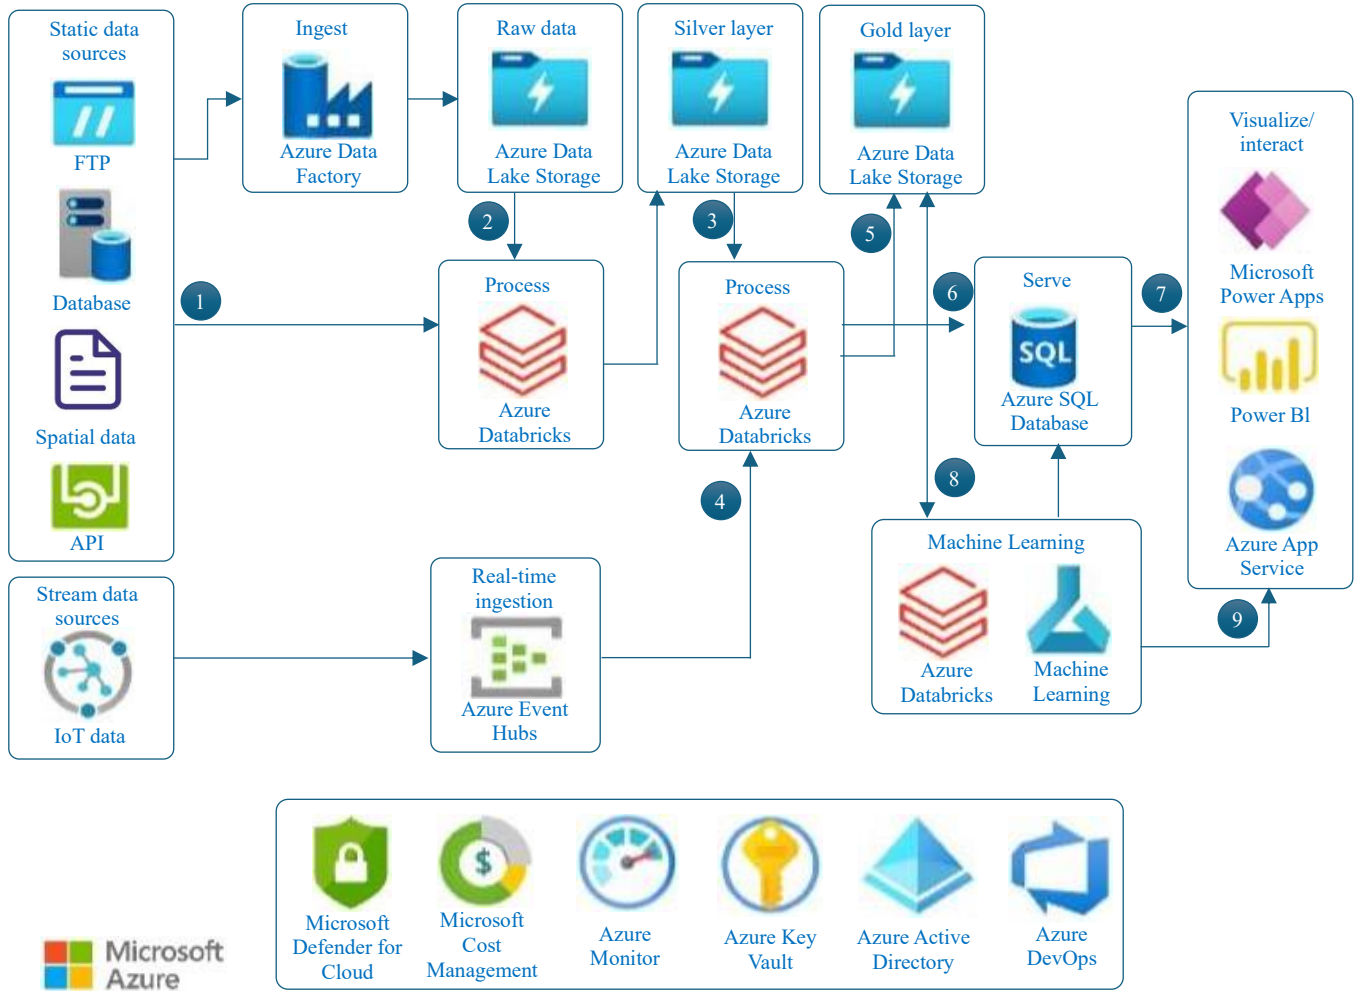 Static data
sources
FTP
Database
Spatial data
API
Stream data
sources
IoT data
Ingest
Azure Data
Factory
Raw data
Azure Data
Lake Storage
Silver layer
Azure Data
Lake Storage
Gold layer
Azure Data
Lake Storage
1
2
3
4
5
6
7
8
9
Process
Azure
Databricks
Process
Azure
Databricks
Real-time
ingestion
Azure Event
Hubs
Serve
SQL
Azure SQL
Database
Machine Learning
Azure
Databricks
Machine
Learning
Visualize/
interact
Microsoft
Power Apps
Power Bl
Azure App
Service
Microsoft
Defender for
Cloud
$
Microsoft
Cost
Management
Azure
Monitor
Azure Key
Vault
Azure Active
Directory
Azure
DevOps
Microsoft
Azure